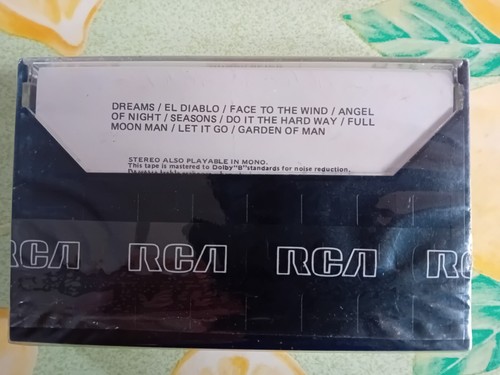 DREAMS / EL DIABLO / FACE TO THE WIND / ANGEL
OF NIGHT / SEASONS / DO IT THE HARD WAY / FULL
MOON MAN / LET IT GO / GARDEN OF MAN
STEREO ALSO PLAYABLE IN MONO.
This tape is mastered to Dolby "B" standards for noise reduction.
RCA RCA RCA RC